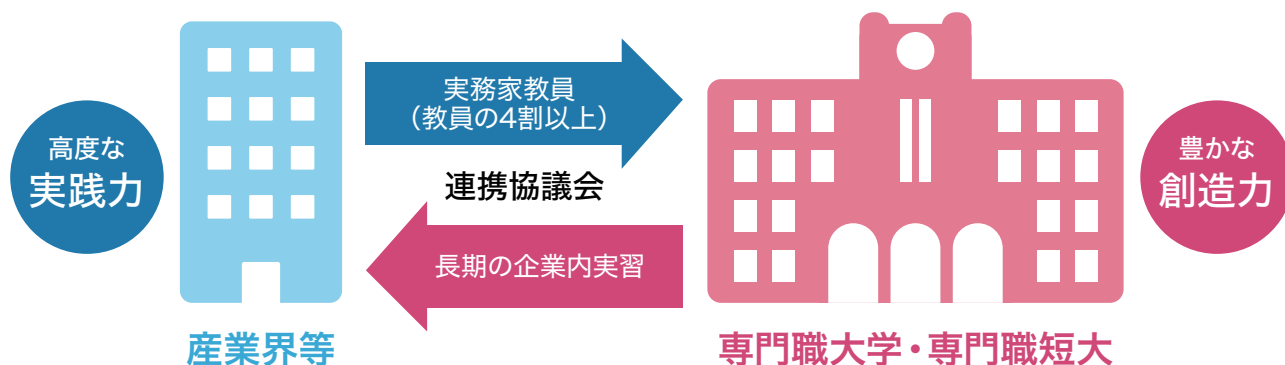 高度な
実践力
産業界等
実務家教員
（教員の4割以上）
連携協議会
長期の企業内実習
専門職大学・専門職短大
豊かな
創造力